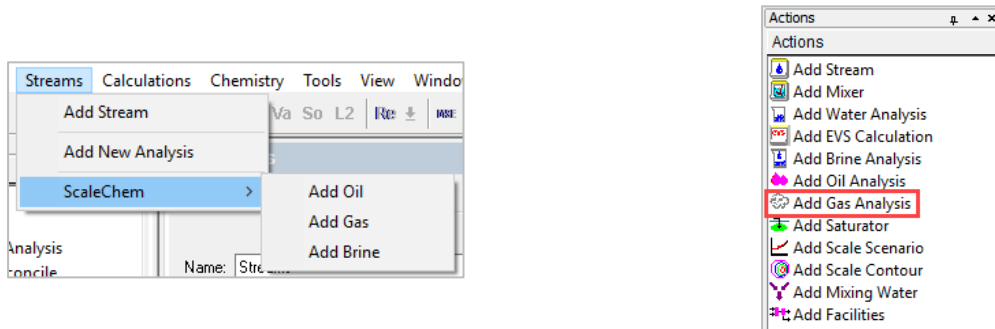 Streams Calculations Chemistry Tools View Windo
Add Stream
Va So L2 Re
Add New Analysis
ScaleChem >
Add Oil
Add Gas
Add Brine
Analysis
Name:
Actions
Actions
Add Stream
Add Mixer
Add Water Analysis
Add EVS Calculation
Add Brine Analysis
Add Oil Analysis
Add Gas Analysis
Add Saturator
Add Scale Scenario
Add Scale Contour
Add Mixing Water
Add Facilities